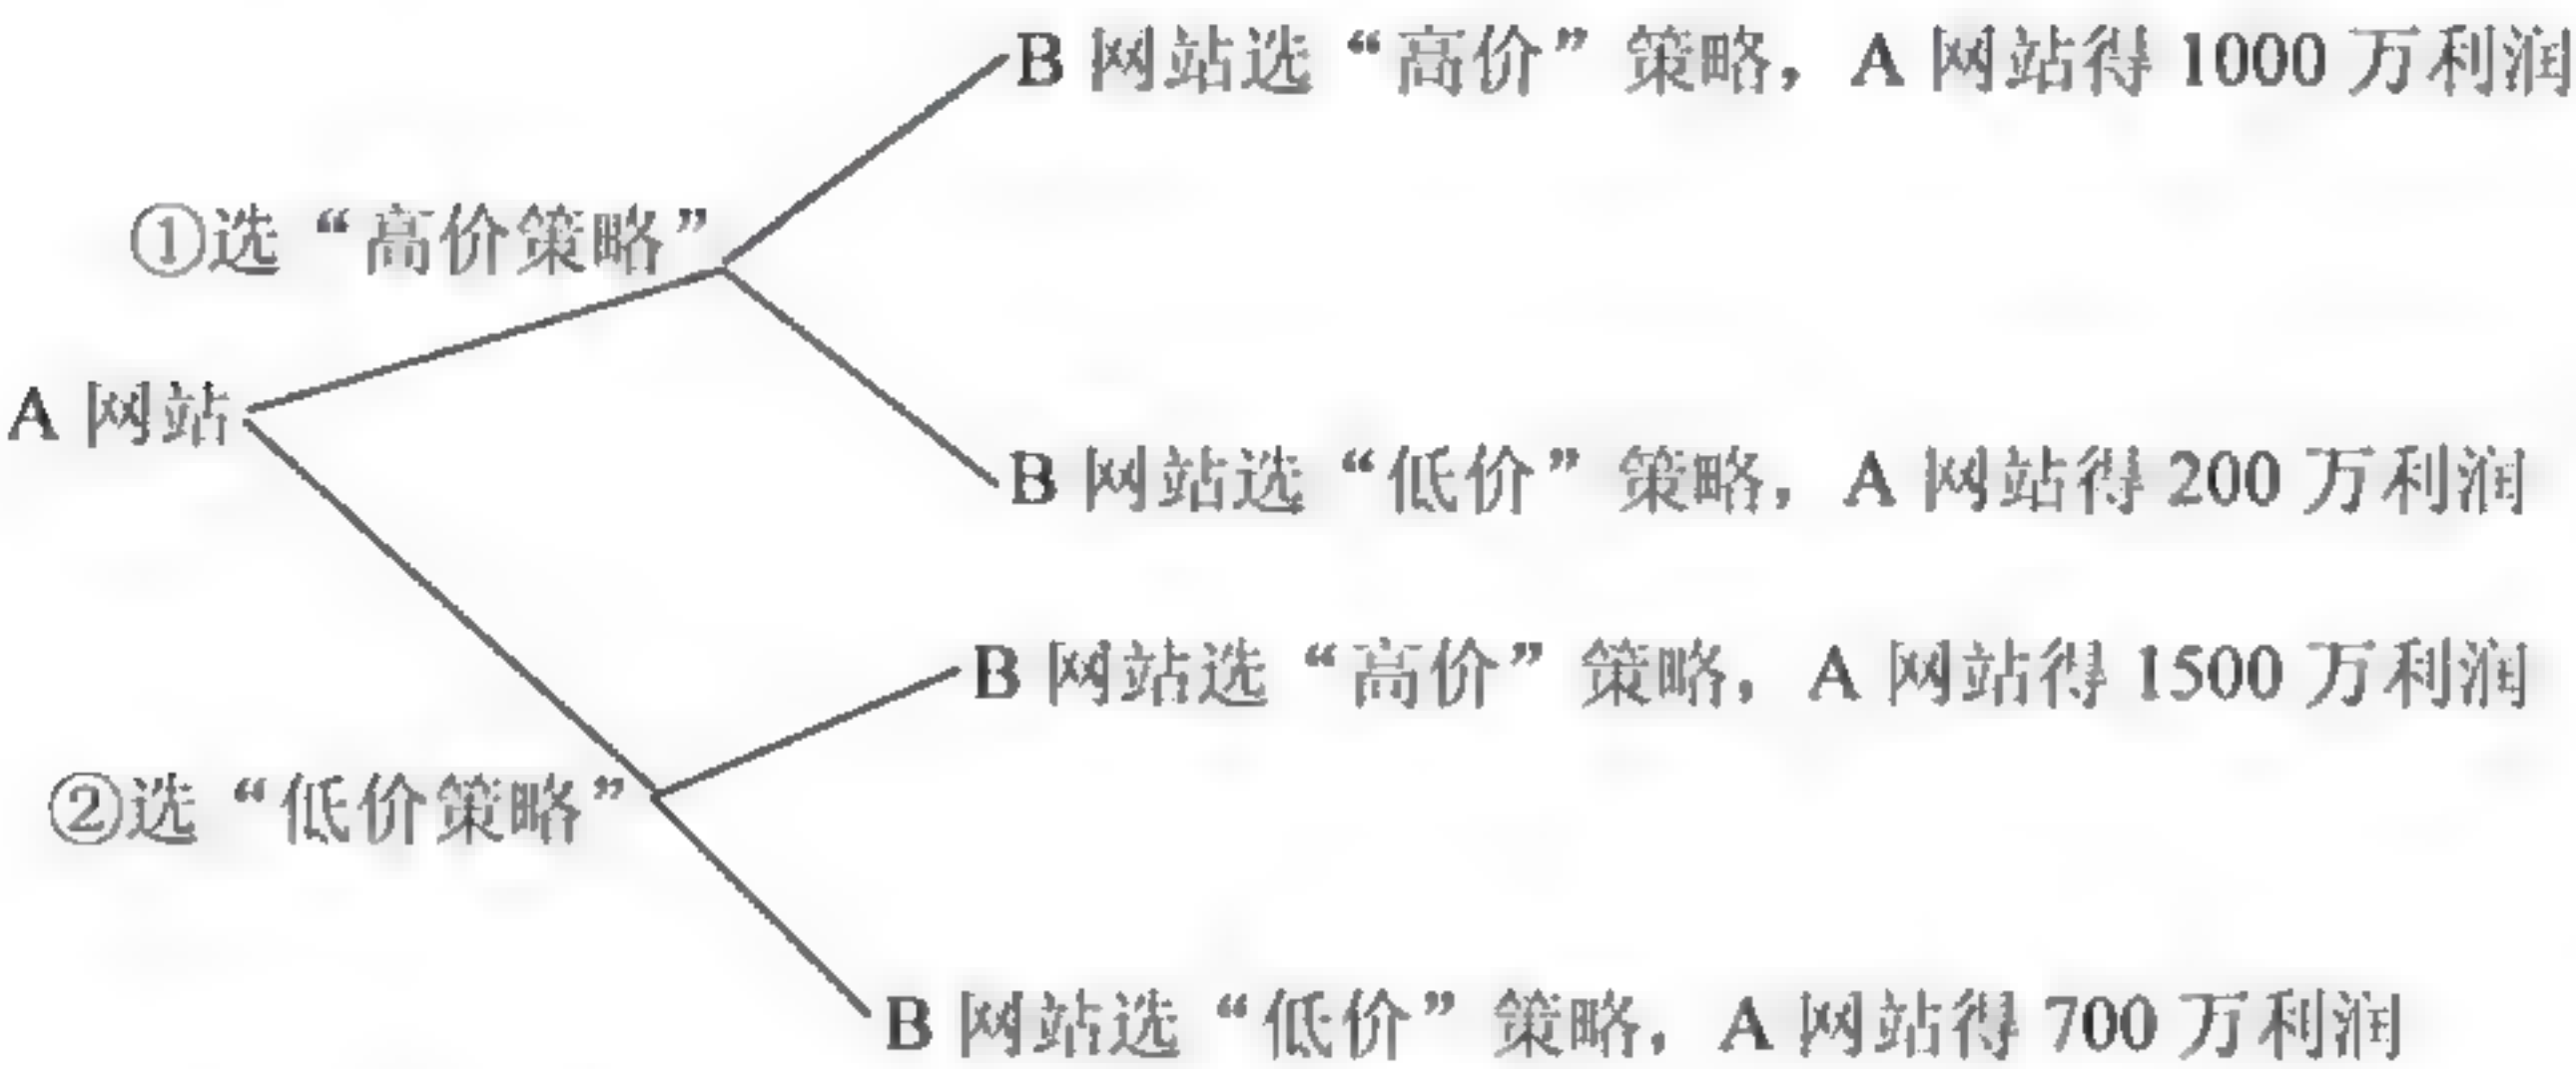 B 网站选“高价”策略，A 网站得 1000 万利润
①选“高价策略”
A 网站
B 网站选“低价”策略，A 网站得 200 万利润
B 网站选“高价”策略，A 网站得 1500 万利润
②选“低价策略”
B 网站选“低价”策略，A 网站得 700 万利润